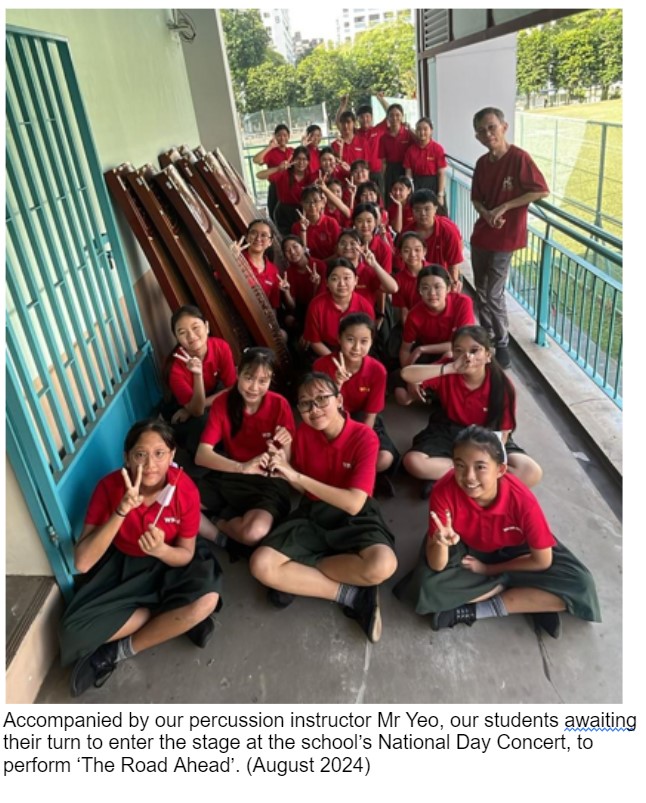 Accompanied by our percussion instructor Mr Yeo, our students awaiting
their turn to enter the stage at the school’s National Day Concert, to
perform ‘The Road Ahead’. (August 2024)